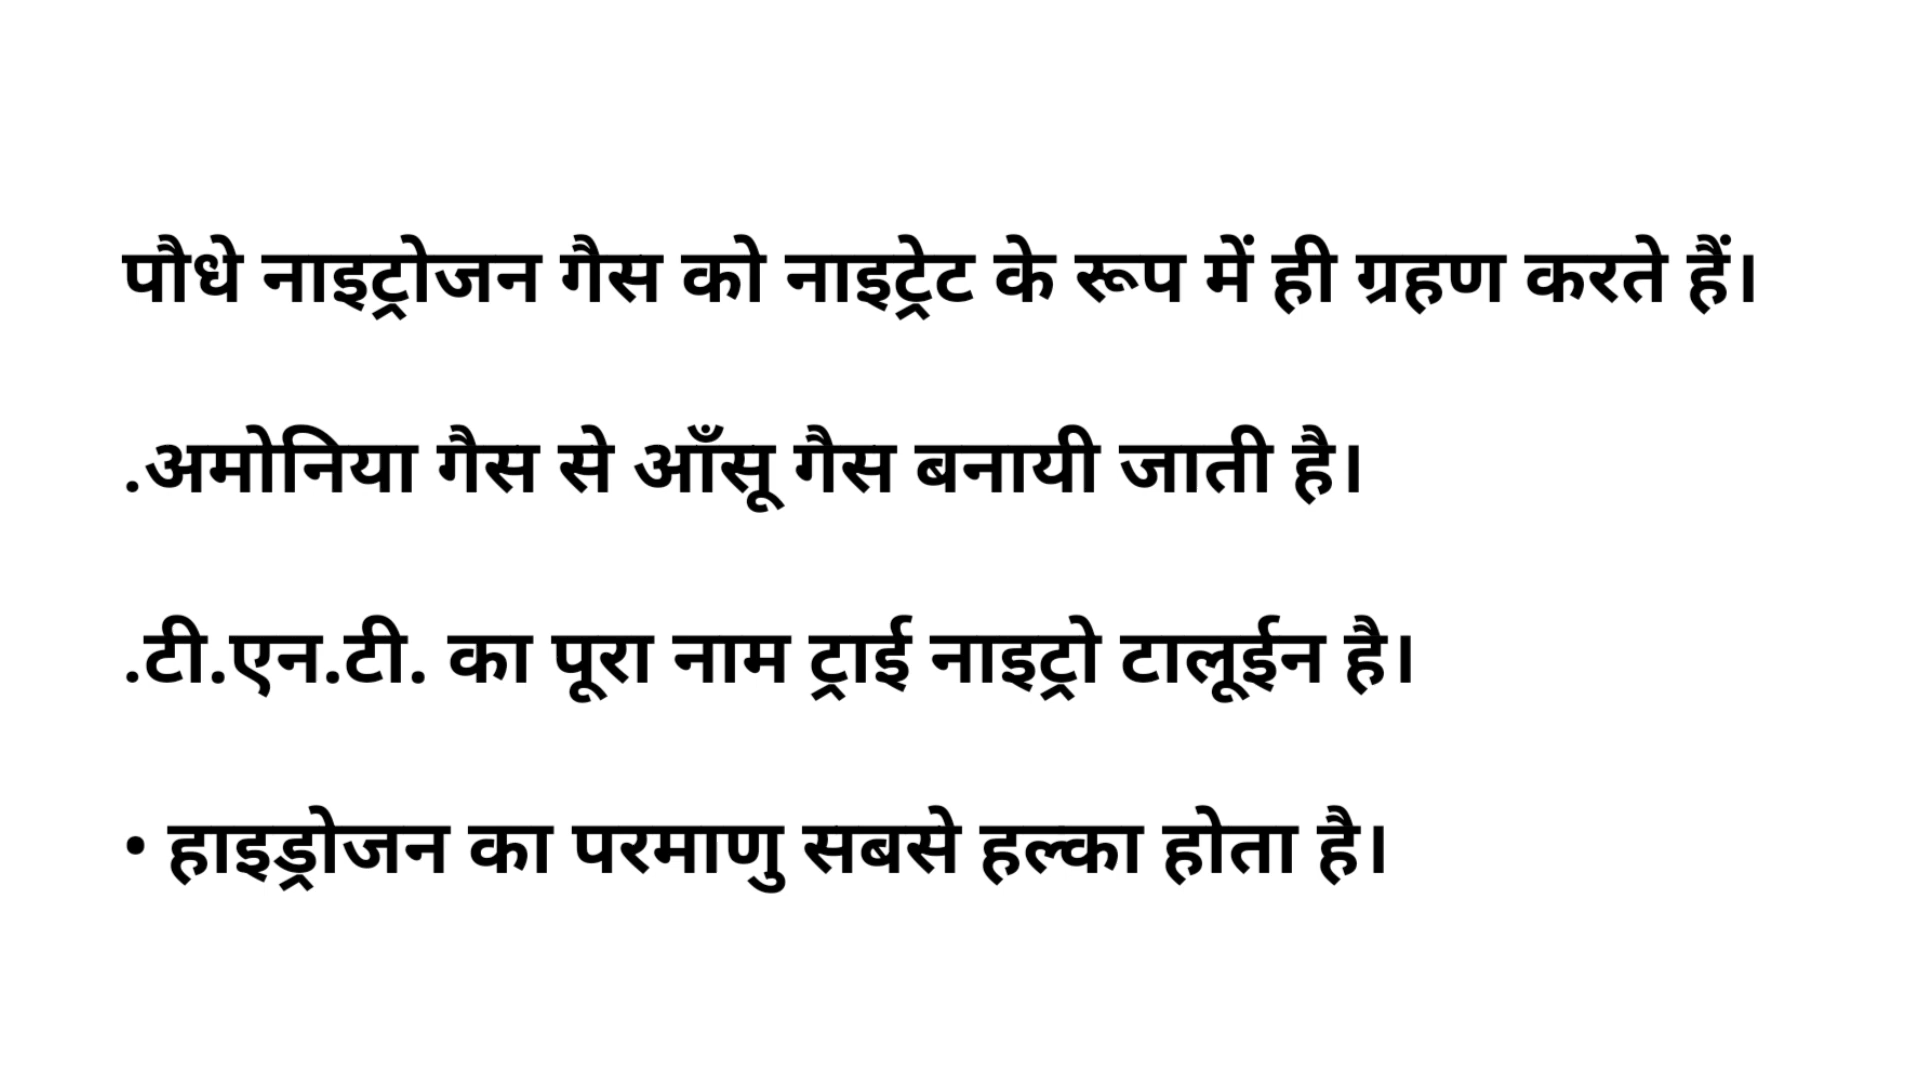 पौधे नाइट्रोजन गैस को नाइट्रेट के रूप में ही ग्रहण करते हैं।
.अमोनिया गैस से आँसू गैस बनायी जाती है।
.टी.एन.टी. का पूरा नाम ट्राई नाइट्रो टालूईन है।
• हाइड्रोजन का परमाणु सबसे हल्का होता है।